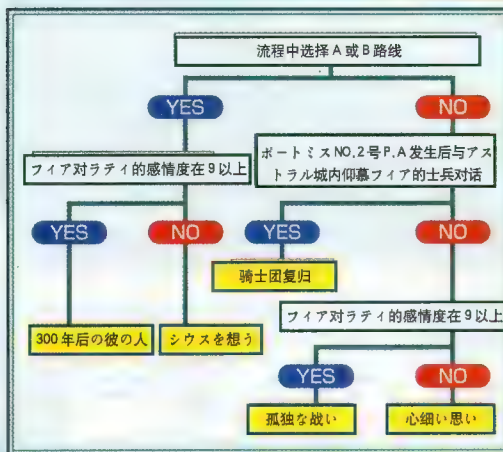 流程中选择A或B路线
YES
NO
フィア对ラティ的感情度在9以上
ポートミスNO,2号P.A发生后与アス
トラル城内仰慕フィア的士兵对话
YES
NO
YES
NO
骑士团复归
フィア对ラティ的感情度在9以上
300年后の彼の人
シウスを想う
YES
NO
孤独な战い
心细い思い